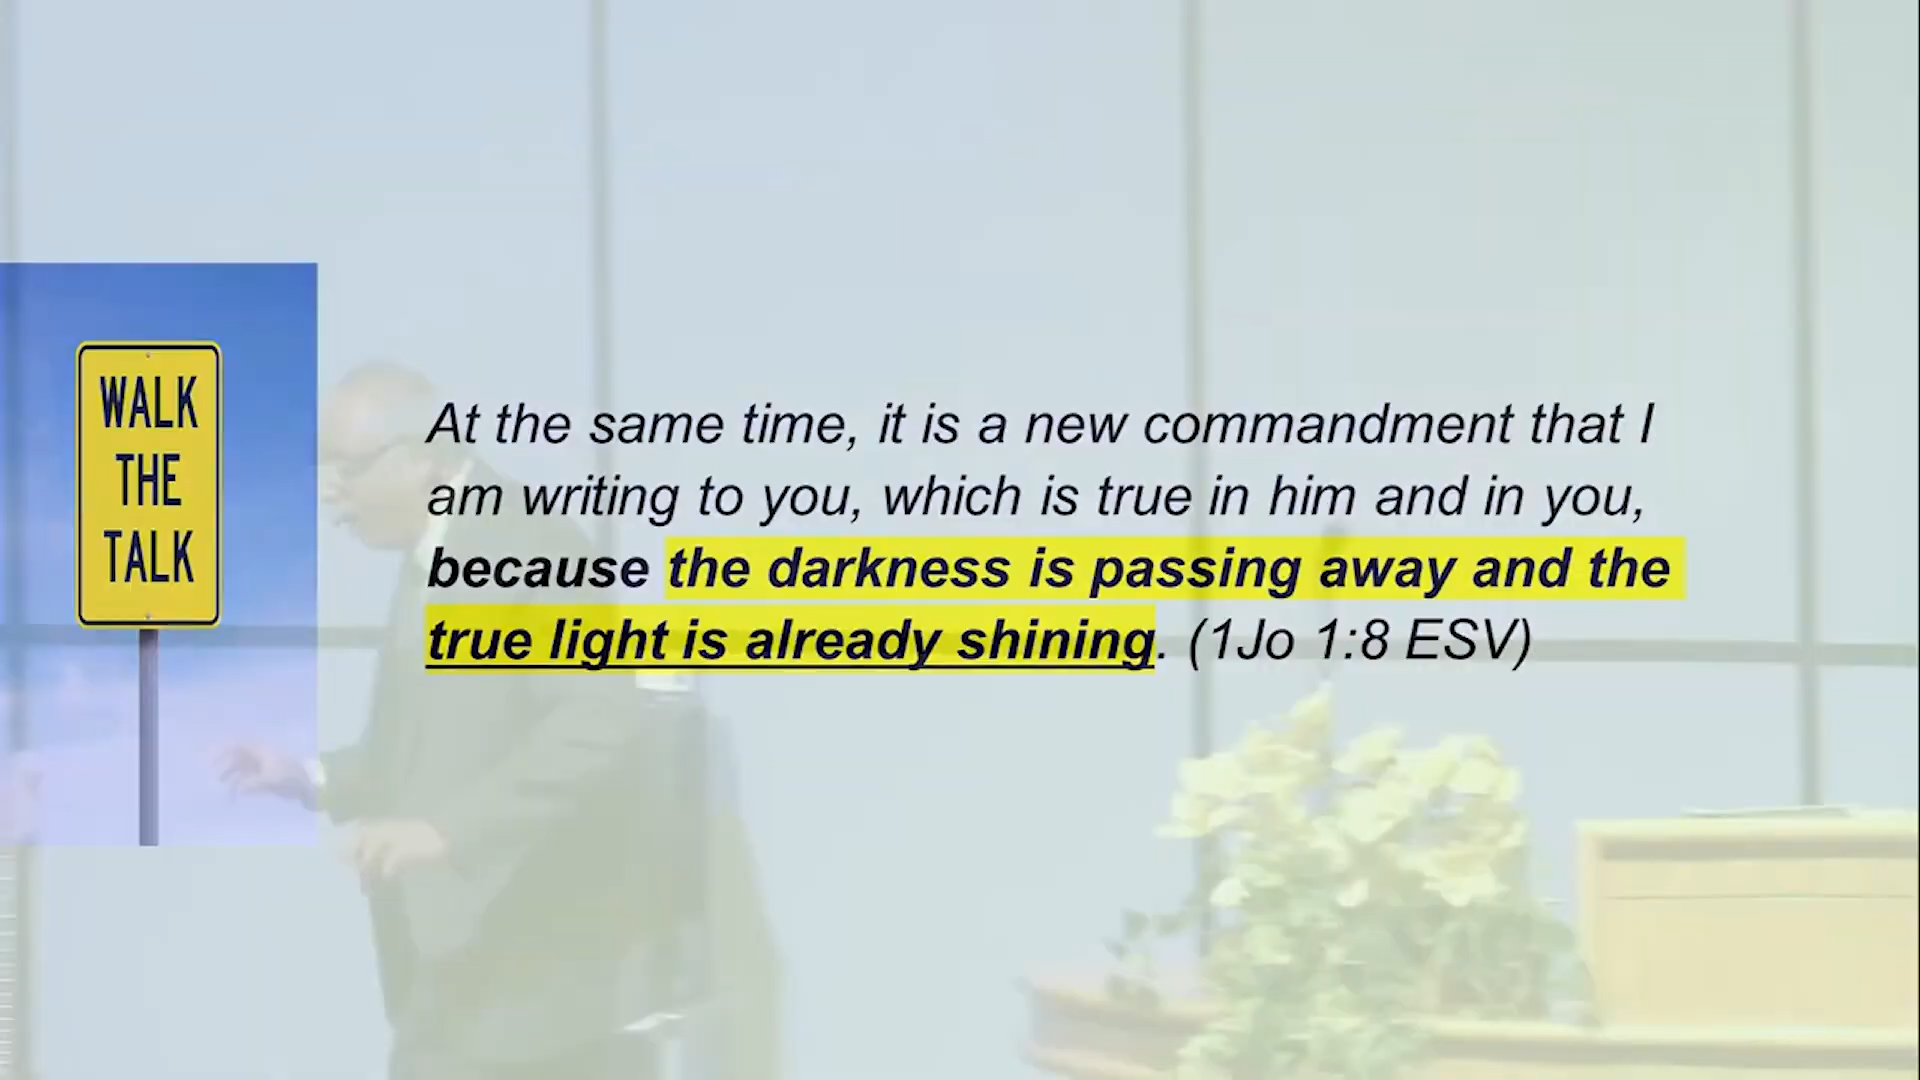 WALK
THE
TALK
At the same time, it is a new commandment that I
am writing to you, which is true in him and in you,
because the darkness is passing away and the
true light is already shining. (1Jo 1:8 ESV)